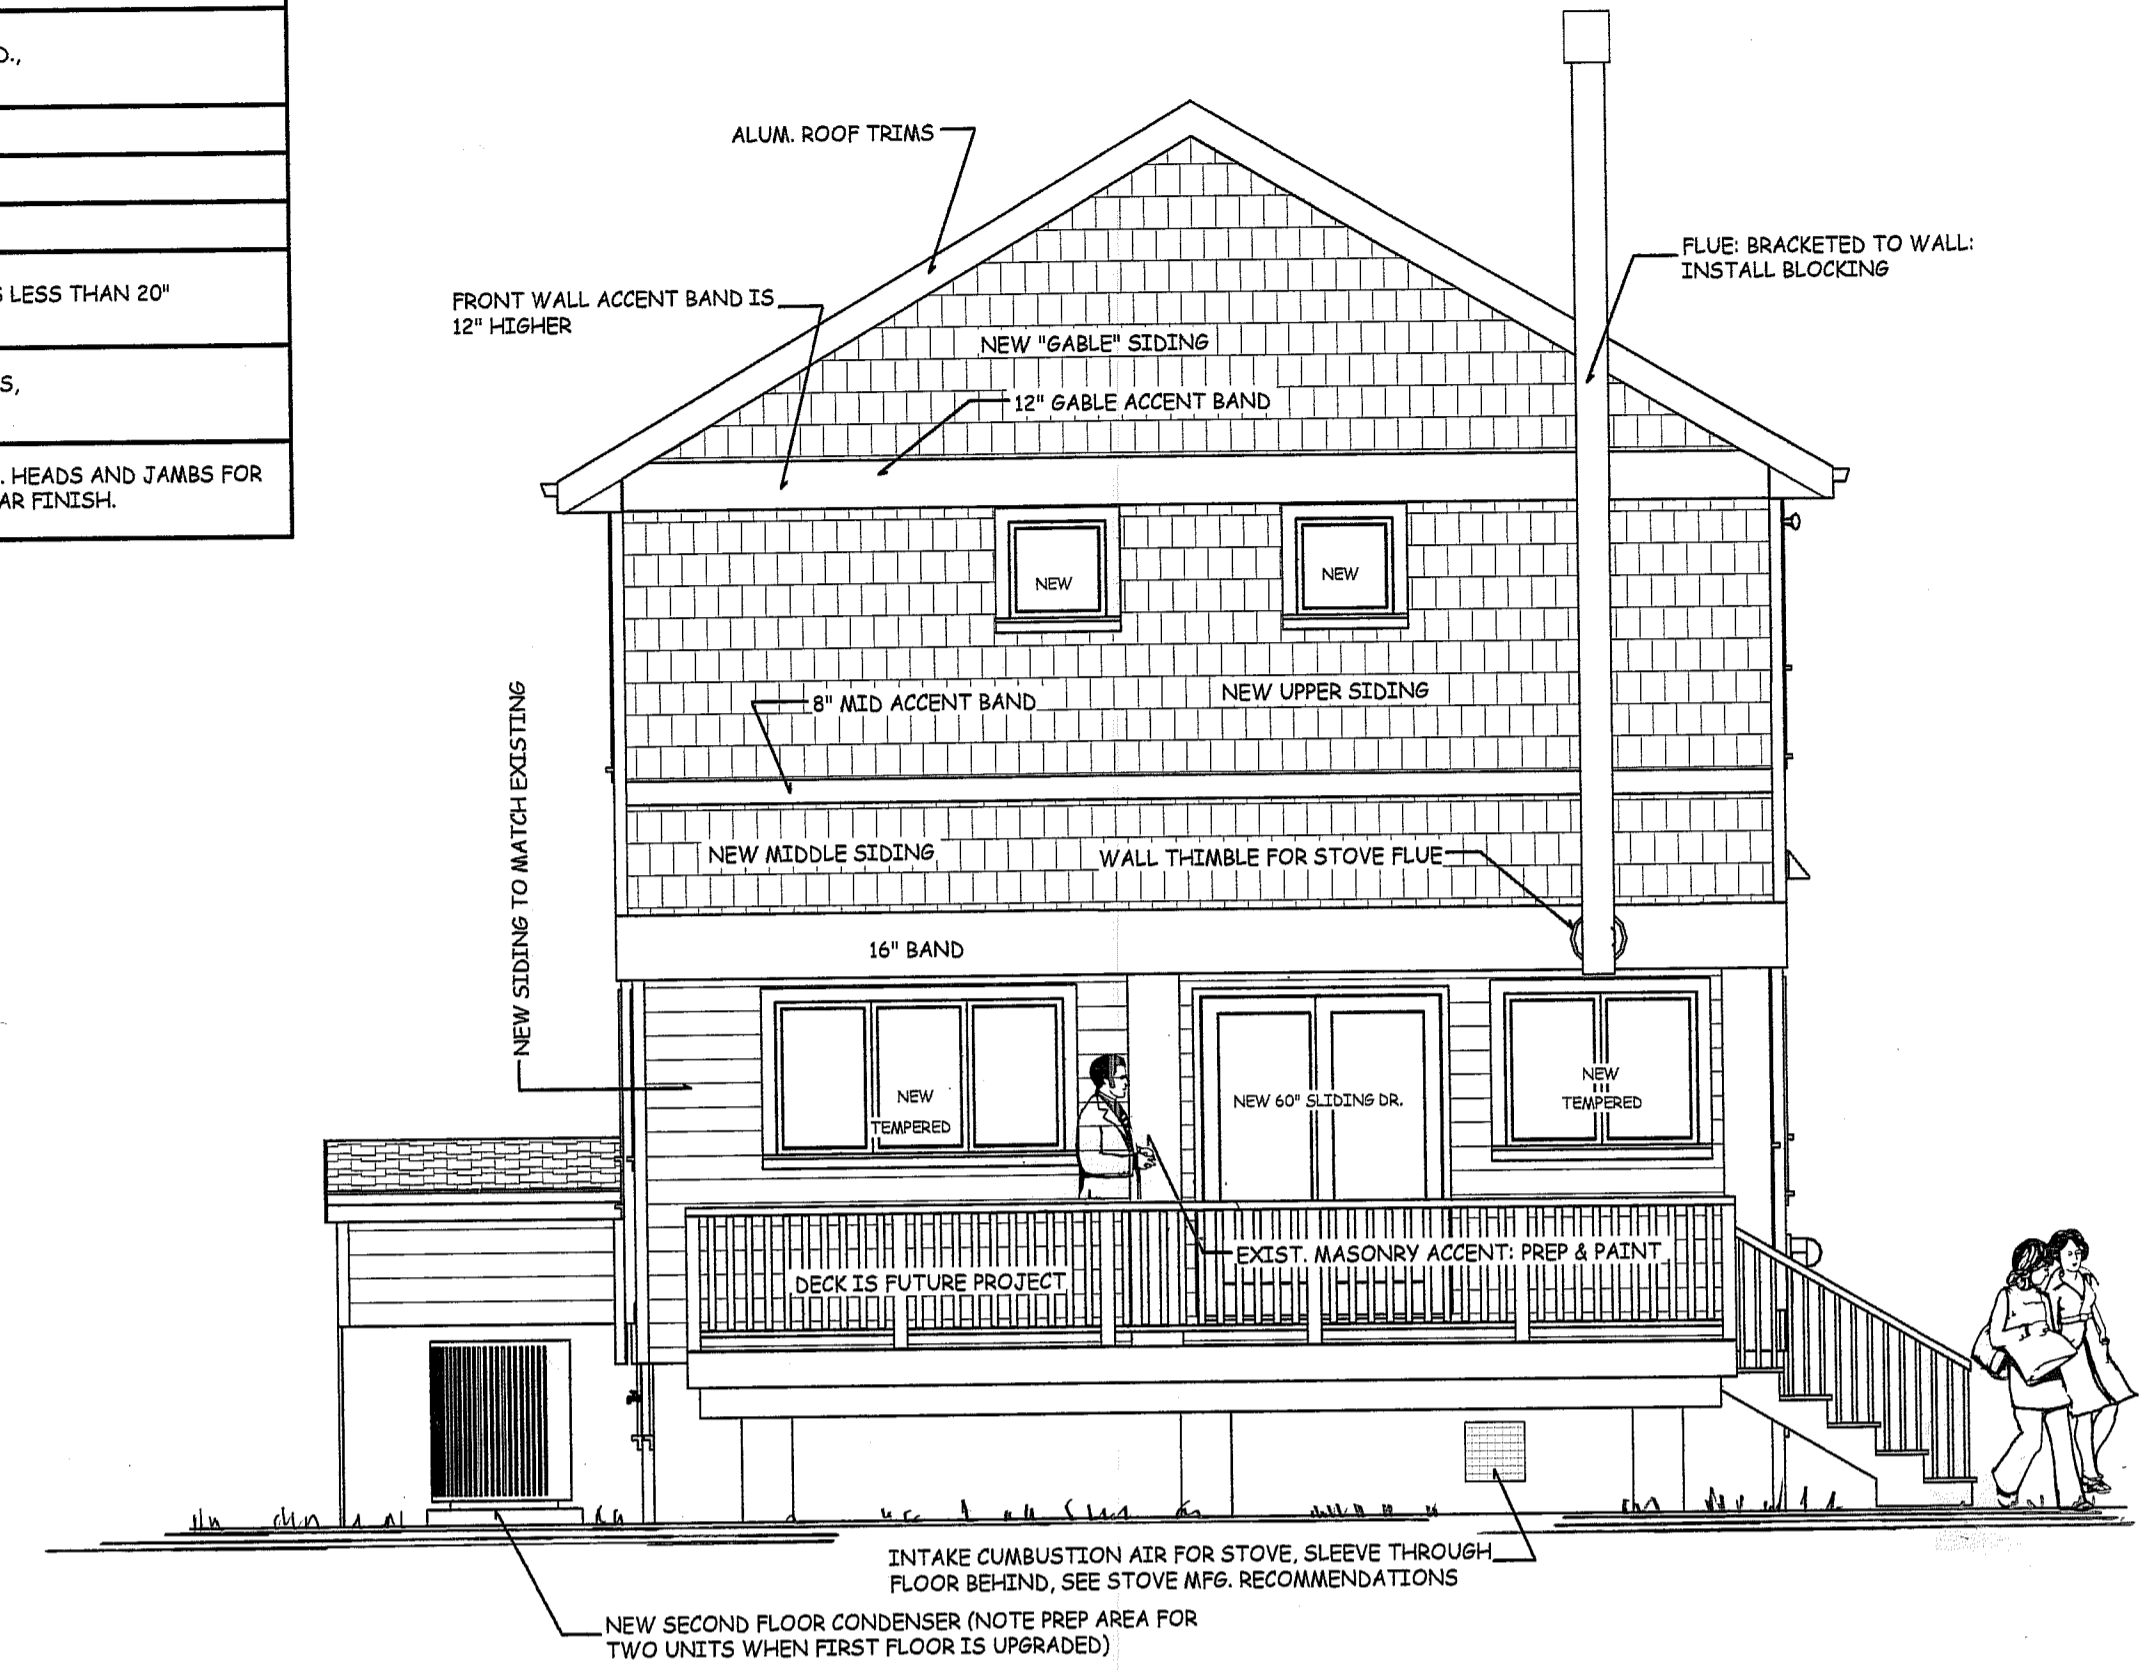 O.,
S LESS THAN 20"
S,
. HEADS AND JAMBS FOR
AR FINISH.
ALUM. ROOF TRIMS
FLUE: BRACKETED TO WALL:
INSTALL BLOCKING
FRONT WALL ACCENT BAND IS
12" HIGHER
NEW "GABLE" SIDING
12" GABLE ACCENT BAND
NEW
NEW
8" MID ACCENT BAND
NEW UPPER SIDING
NEW SIDING TO MATCH EXISTING
NEW MIDDLE SIDING
WALL THIMBLE FOR STOVE FLUE
16" BAND
NEW
TEMPERED
NEW 60" SLIDING DR.
NEW
TEMPERED
EXIST. MASONRY ACCENT: PREP & PAINT
DECK IS FUTURE PROJECT
INTAKE CUMBUSTION AIR FOR STOVE, SLEEVE THROUGH
FLOOR BEHIND, SEE STOVE MFG. RECOMMENDATIONS
NEW SECOND FLOOR CONDENSER (NOTE PREP AREA FOR
TWO UNITS WHEN FIRST FLOOR IS UPGRADED)